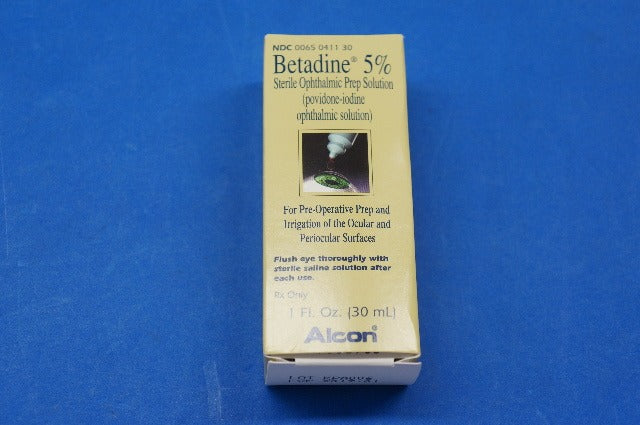 NDC 0065 0411 30
Betadine® 5%
Sterile Ophthalmic Prep Solution
(povidone-iodine
ophthalmic solution)
For Pre-Operative Prep and
Irrigation of the Ocular and
Periocular Surfaces
Flush eye thoroughly with
sterile saline solution after
each use.
Rx Only
1 Fl. Oz. (30 mL)
Alcon®